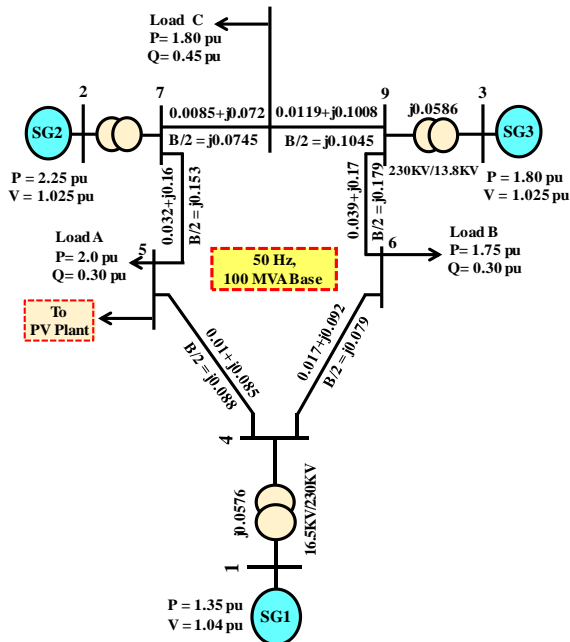 Load C
P = 1.80 pu
Q = 0.45 pu
2
7
9
3
0.0085+j0.072
0.0119+j0.1008
j0.0586
SG2
SG3
B/2 = j0.0745
B/2 = j0.1045
230KV/13.8KV
P = 2.25 pu
V = 1.025 pu
0.032+j0.16
B/2 = j0.153
0.039+j0.17
B/2 = j0.179
P = 1.80 pu
V = 1.025 pu
Load A
P = 2.0 pu
Q = 0.30 pu
5
6
Load B
P = 1.75 pu
Q = 0.30 pu
50 Hz,
100 MVA Base
To
PV Plant
0.01+j0.085
B/2 = j0.088
0.017+j0.092
B/2 = j0.079
4
j0.0576
16.5KV/230KV
1
P = 1.35 pu
V = 1.04 pu
SG1